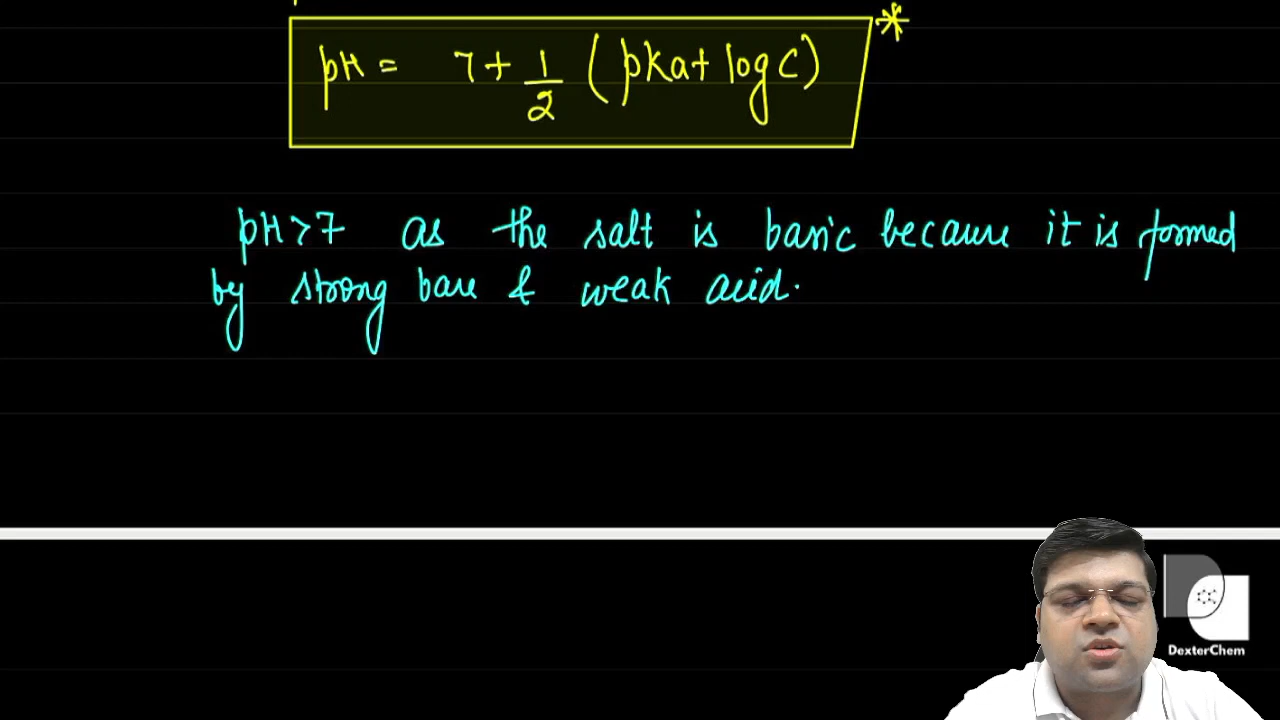 pH = 7 + 1/2 (pKa + log C) *
pH > 7 as the salt is basic because it is formed
by strong base & weak acid.
DexterChem